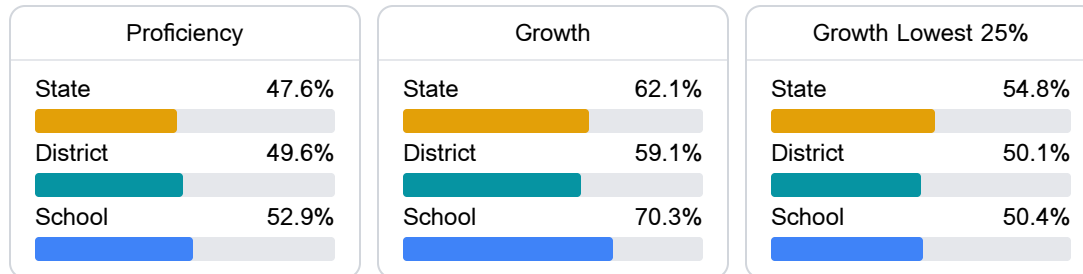 Proficiency
State 47.6%
District 49.6%
School 52.9%
Growth
State 62.1%
District 59.1%
School 70.3%
Growth Lowest 25%
State 54.8%
District 50.1%
School 50.4%